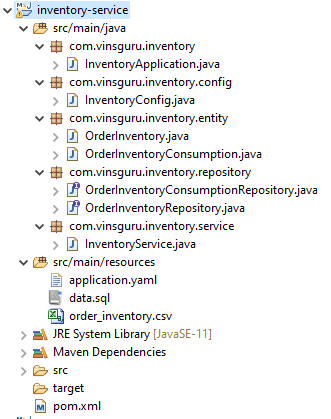 inventory-service
src/main/java
com.vinsguru.inventory
InventoryApplication.java
com.vinsguru.inventory.config
InventoryConfig.java
com.vinsguru.inventory.entity
OrderInventory.java
OrderInventoryConsumption.java
com.vinsguru.inventory.repository
OrderInventoryConsumptionRepository.java
OrderInventoryRepository.java
com.vinsguru.inventory.service
InventoryService.java
src/main/resources
application.yaml
data.sql
order_inventory.csv
JRE System Library [JavaSE-11]
Maven Dependencies
src
target
pom.xml